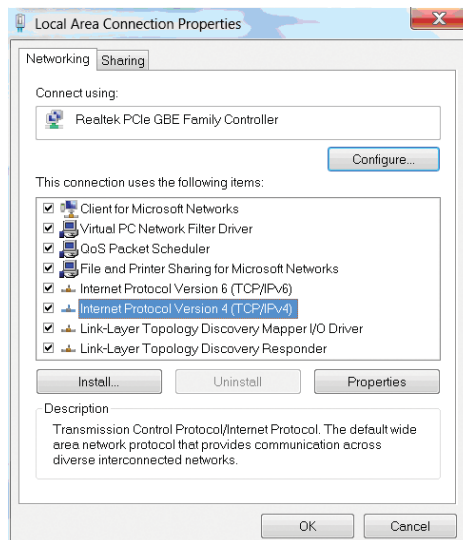 Local Area Connection Properties
X
Networking
Sharing
Connect using:
Realtek PCIe GBE Family Controller
Configure...
This connection uses the following items:
Client for Microsoft Networks
Virtual PC Network Filter Driver
QoS Packet Scheduler
File and Printer Sharing for Microsoft Networks
Internet Protocol Version 6 (TCP/IPv6)
Internet Protocol Version 4 (TCP/IPv4)
Link-Layer Topology Discovery Mapper I/O Driver
Link-Layer Topology Discovery Responder
Install...
Uninstall
Properties
Description
Transmission Control Protocol/Internet Protocol. The default wide
area network protocol that provides communication across
diverse interconnected networks.
OK
Cancel